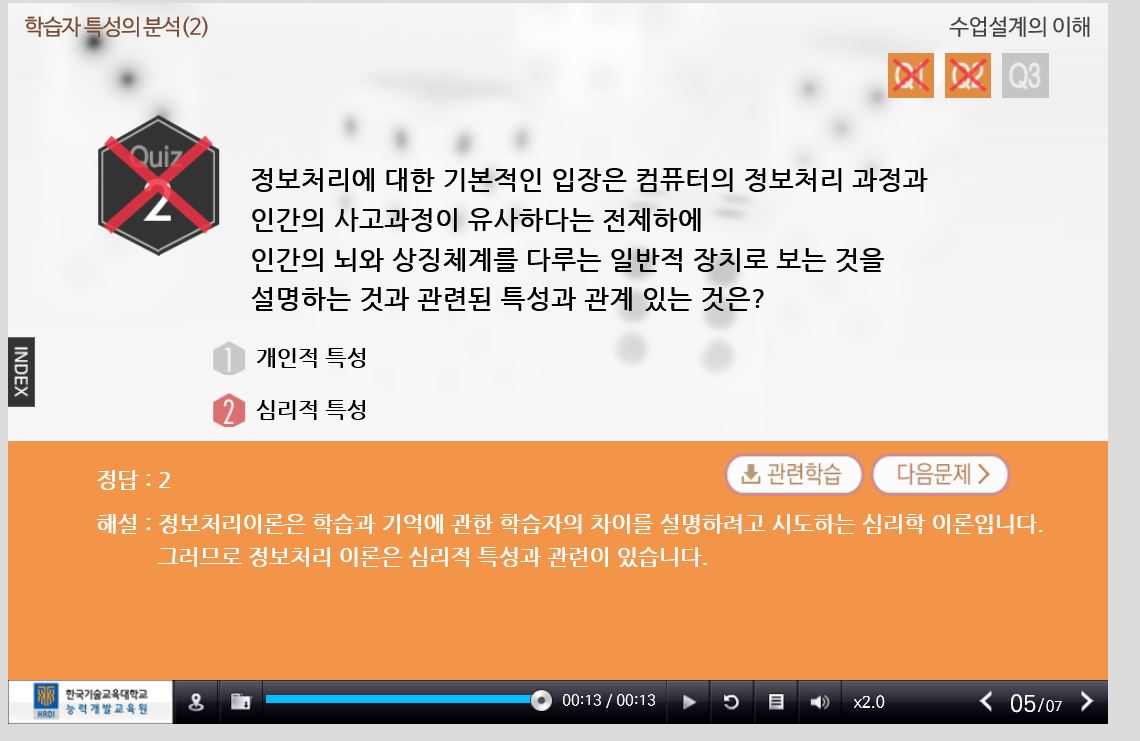 학습자 특성의 분석(2)
수업설계의 이해
Q1 Q2 Q3
Quiz
2
정보처리에 대한 기본적인 입장은 컴퓨터의 정보처리 과정과
인간의 사고과정이 유사하다는 전제하에
인간의 뇌와 상징체계를 다루는 일반적 장치로 보는 것을
설명하는 것과 관련된 특성과 관계 있는 것은?
1 개인적 특성
INDEX
2 심리적 특성
정답 : 2
관련학습 다음문제
해설 : 정보처리이론은 학습과 기억에 관한 학습자의 차이를 설명하려고 시도하는 심리학 이론입니다.
그러므로 정보처리 이론은 심리적 특성과 관련이 있습니다.
한국기술교육대학교
능력개발교육원
HRDI
00:13 / 00:13
x2.0
05/07